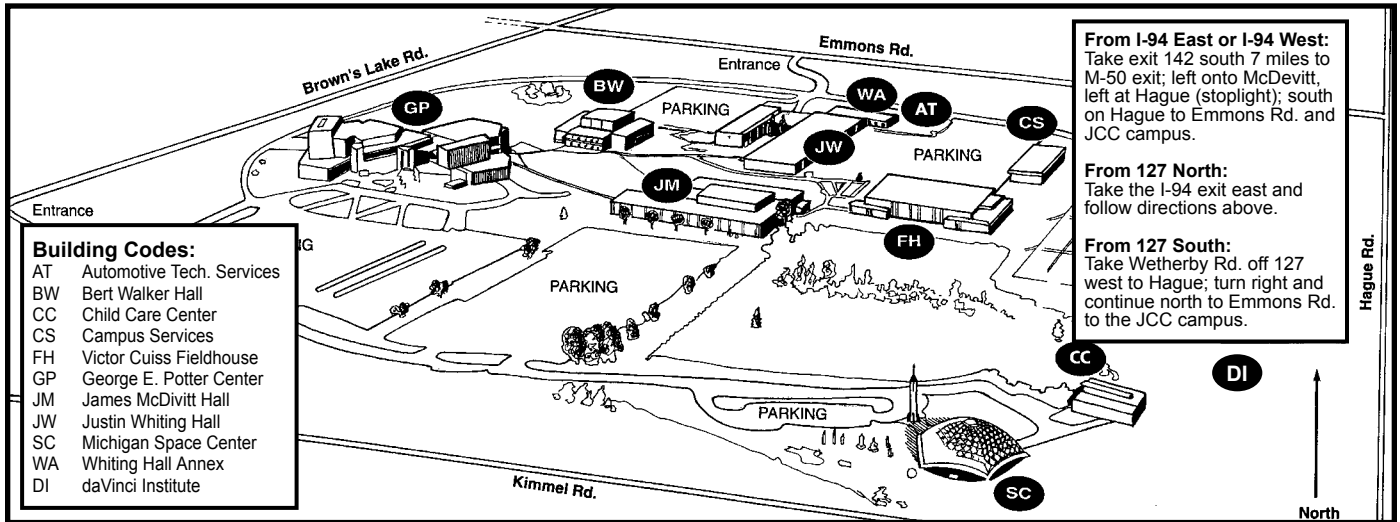 Brown's Lake Rd.
Emmons Rd.
Entrance
BW
WA
AT
GP
PARKING
CS
JW
PARKING
JM
Entrance
FH
NG
PARKING
Hague Rd.
CC
DI
PARKING
SC
Kimmel Rd.
North
From I-94 East or I-94 West:
Take exit 142 south 7 miles to
M-50 exit; left onto McDevitt,
left at Hague (stoplight); south
on Hague to Emmons Rd. and
JCC campus.
From 127 North:
Take the I-94 exit east and
follow directions above.
From 127 South:
Take Wetherby Rd. off 127
west to Hague; turn right and
continue north to Emmons Rd.
to the JCC campus.
Building Codes:
AT Automotive Tech. Services
BW Bert Walker Hall
CC Child Care Center
CS Campus Services
FH Victor Cuiss Fieldhouse
GP George E. Potter Center
JM James McDivitt Hall
JW Justin Whiting Hall
SC Michigan Space Center
WA Whiting Hall Annex
DI daVinci Institute